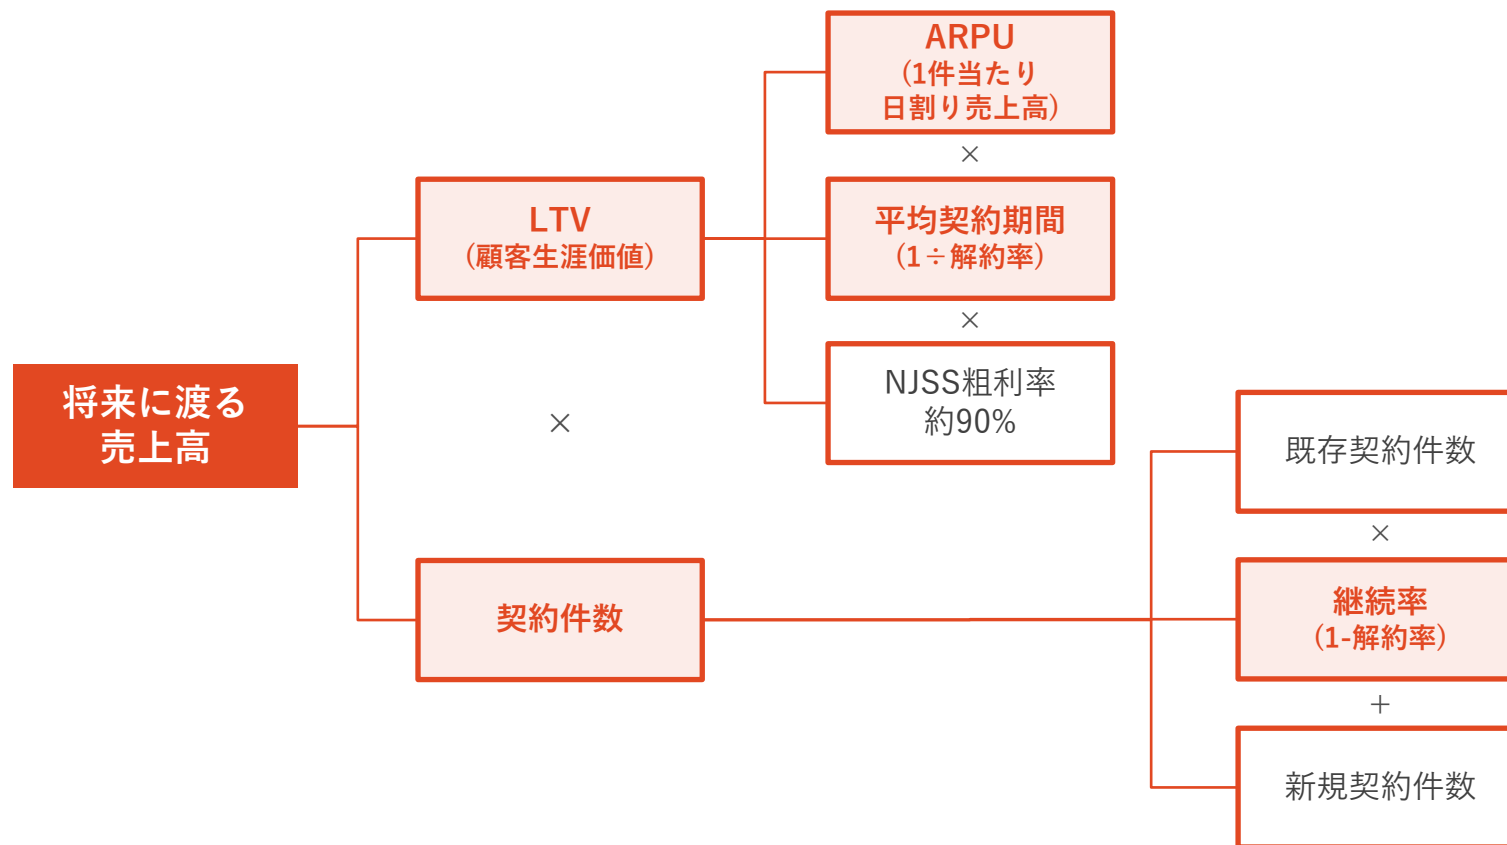 ARPU
(1件当たり
日割り売上高)
×
LTV
(顧客生涯価値)
平均契約期間
(1÷解約率)
×
NJSS粗利率
約90%
将来に渡る
売上高
×
既存契約件数
×
契約件数
継続率
(1-解約率)
+
新規契約件数